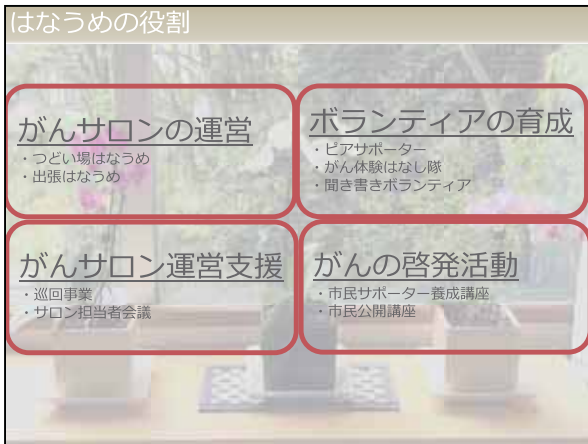 はなうめの役割
がんサロンの運営
・つどい場はなうめ
・出張はなうめ
ボランティアの育成
・ピアサポーター
・がん体験はなし隊
・聞き書きボランティア
がんサロン運営支援
・巡回事業
・サロン担当者会議
がんの啓発活動
・市民サポーター養成講座
・市民公開講座